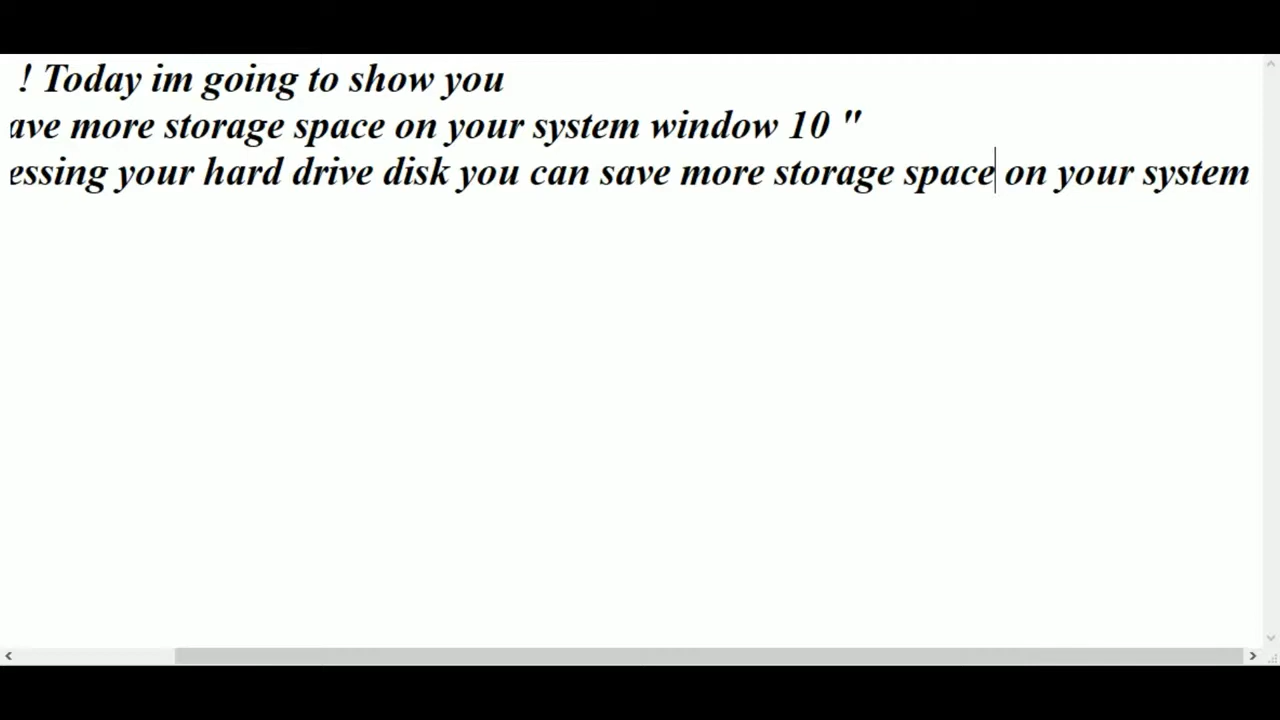 ! Today im going to show you
ave more storage space on your system window 10 "
essing your hard drive disk you can save more storage space on your system